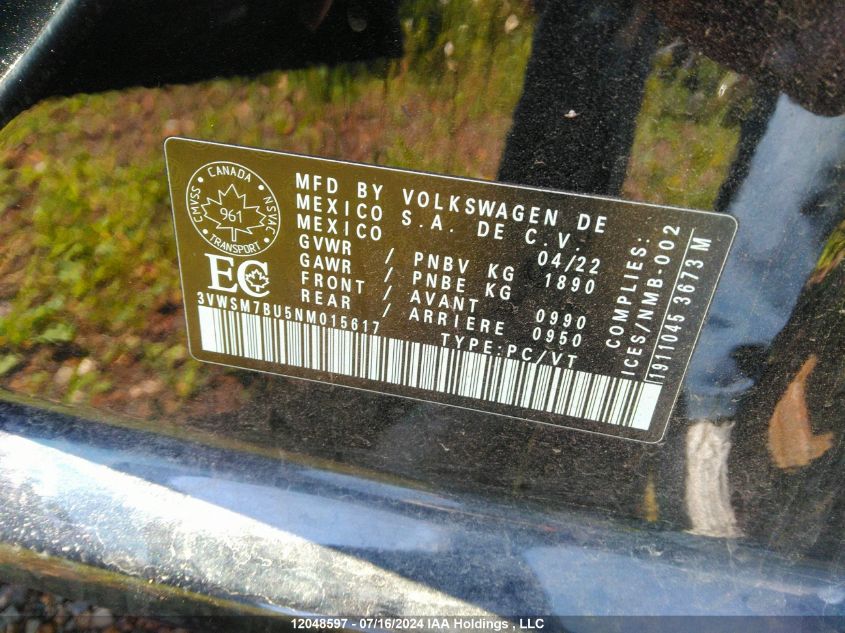 CANADA
CMVSS NSVAC
961
TRANSPORT
EC
MFD BY VOLKSWAGEN DE
MEXICO S.A. DE C.V.
MEXICO 04/22
GVWR / PNBV KG 1890
GAWR / PNBE KG
FRONT / AVANT 0990
REAR / ARRIERE 0950
3VWSM7BU5NM015617 TYPE:PC/VT
COMPLIES:
ICES/NMB-002
1911045 3673 M
12048597 - 07/16/2024 IAA Holdings , LLC